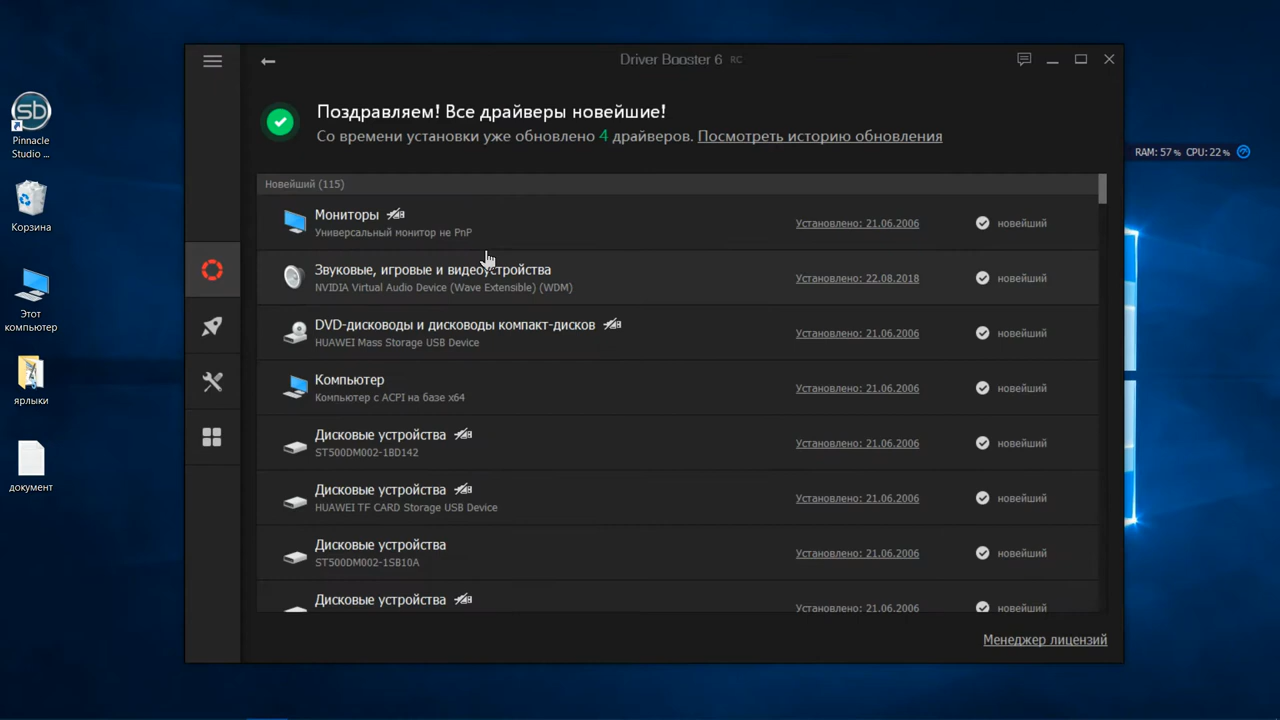 Driver Booster 6 RC
Поздравляем! Все драйверы новейшие!
Со времени установки уже обновлено 4 драйверов. Посмотреть историю обновления
Новейший (115)
Мониторы
Универсальный монитор не PnP
Установлено: 21.06.2006
новейший
Звуковые, игровые и видеоустройства
NVIDIA Virtual Audio Device (Wave Extensible) (WDM)
Установлено: 22.08.2018
новейший
DVD-дисководы и дисководы компакт-дисков
HUAWEI Mass Storage USB Device
Установлено: 21.06.2006
новейший
Компьютер
Компьютер с ACPI на базе x64
Установлено: 21.06.2006
новейший
Дисковые устройства
ST500DM002-1BD142
Установлено: 21.06.2006
новейший
Дисковые устройства
HUAWEI TF CARD Storage USB Device
Установлено: 21.06.2006
новейший
Дисковые устройства
ST500DM002-1SB10A
Установлено: 21.06.2006
новейший
Дисковые устройства
Установлено: 21.06.2006
новейший
Менеджер лицензий
sb
Pinnacle
Studio ...
Корзина
Этот
компьютер
ярлыки
документ
RAM: 57% CPU: 22%